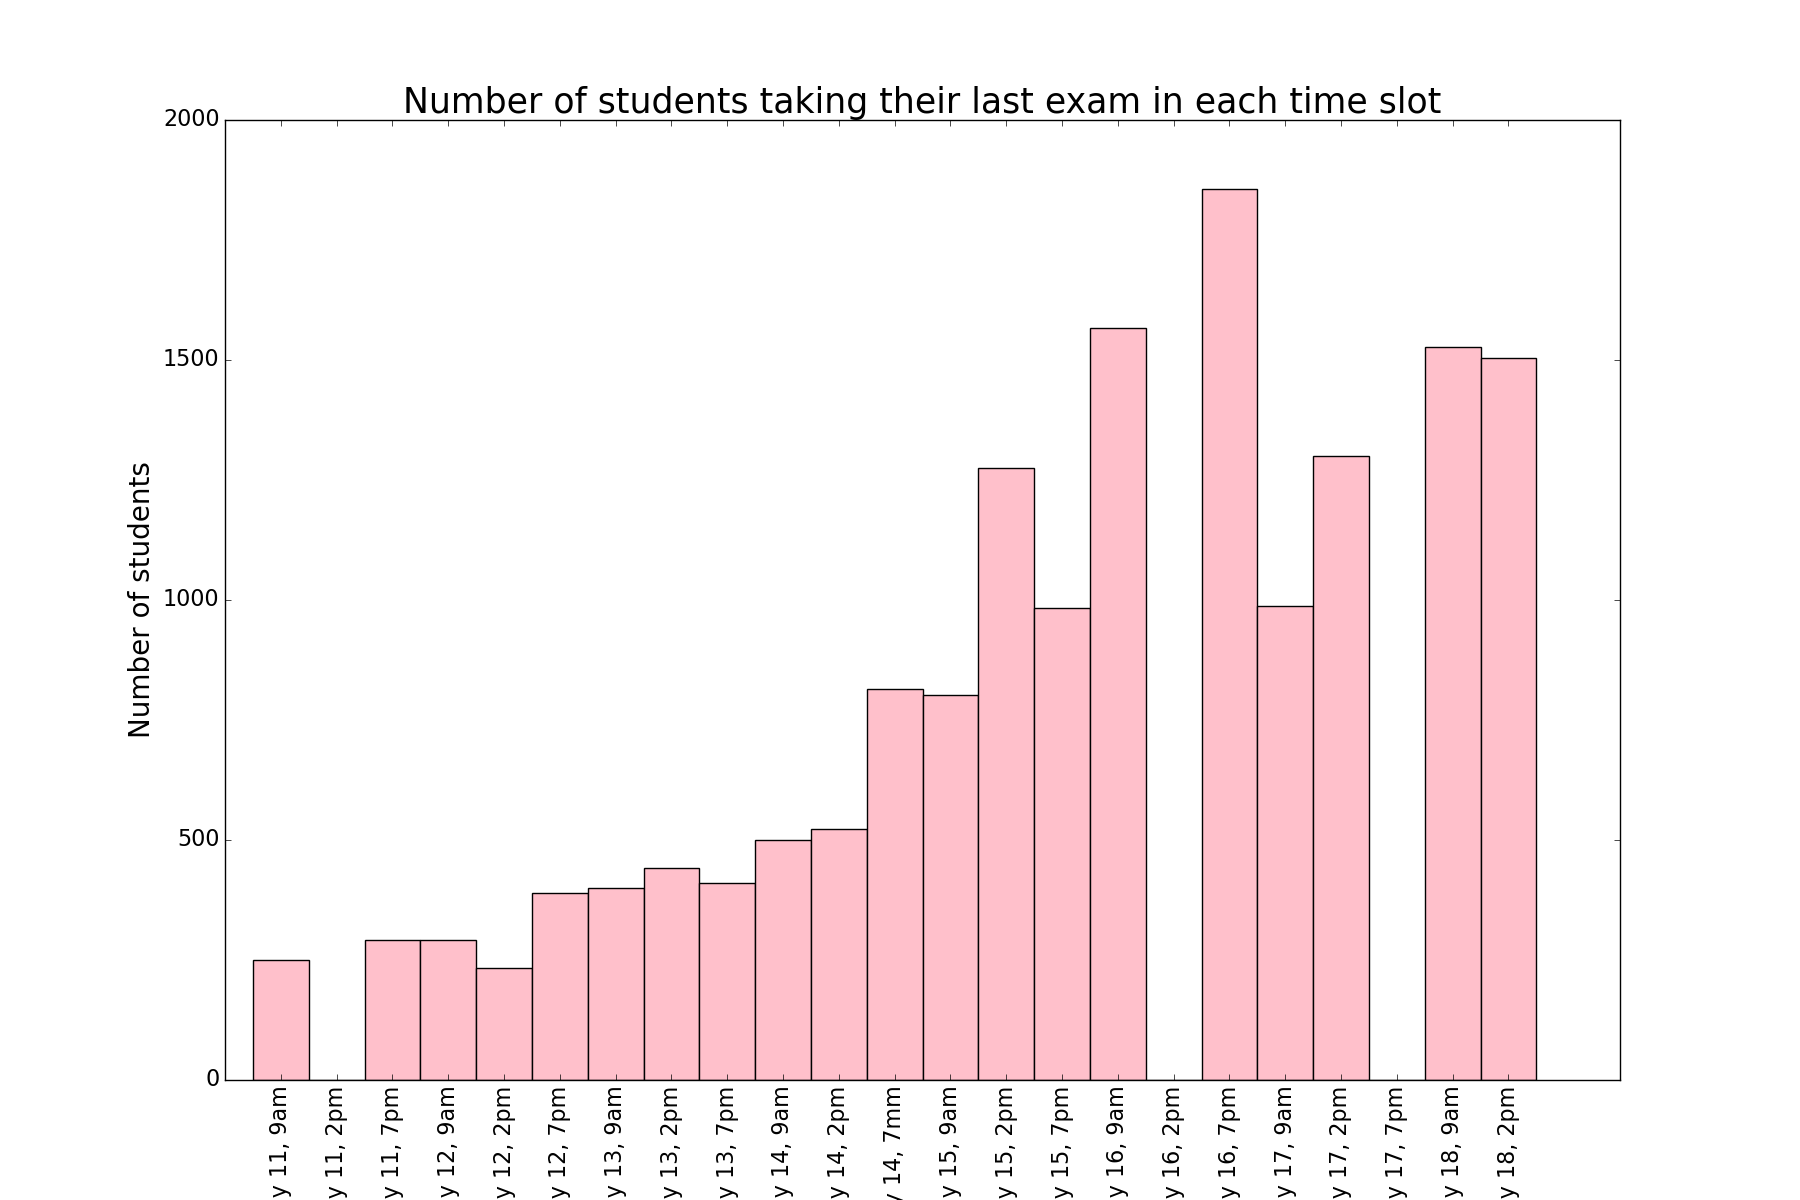 Number of students taking their last exam in each time slot
2000
1500
1000
500
0
Number of students
y 11, 9am
y 11, 2pm
y 11, 7pm
y 12, 9am
y 12, 2pm
y 12, 7pm
y 13, 9am
y 13, 2pm
y 13, 7pm
y 14, 9am
y 14, 2pm
y 14, 7mm
y 15, 9am
y 15, 2pm
y 15, 7pm
y 16, 9am
y 16, 2pm
y 16, 7pm
y 17, 9am
y 17, 2pm
y 17, 7pm
y 18, 9am
y 18, 2pm